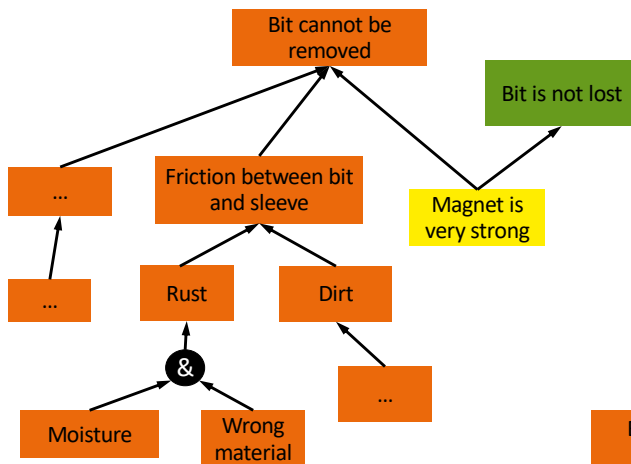 Bit cannot be
removed
Bit is not lost
...
Friction between bit
and sleeve
Magnet is
very strong
...
Rust
Dirt
&
...
Moisture
Wrong
material